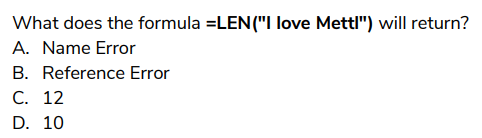 What does the formula =LEN("I love Mettl") will return?
A. Name Error
B. Reference Error
C. 12
D. 10